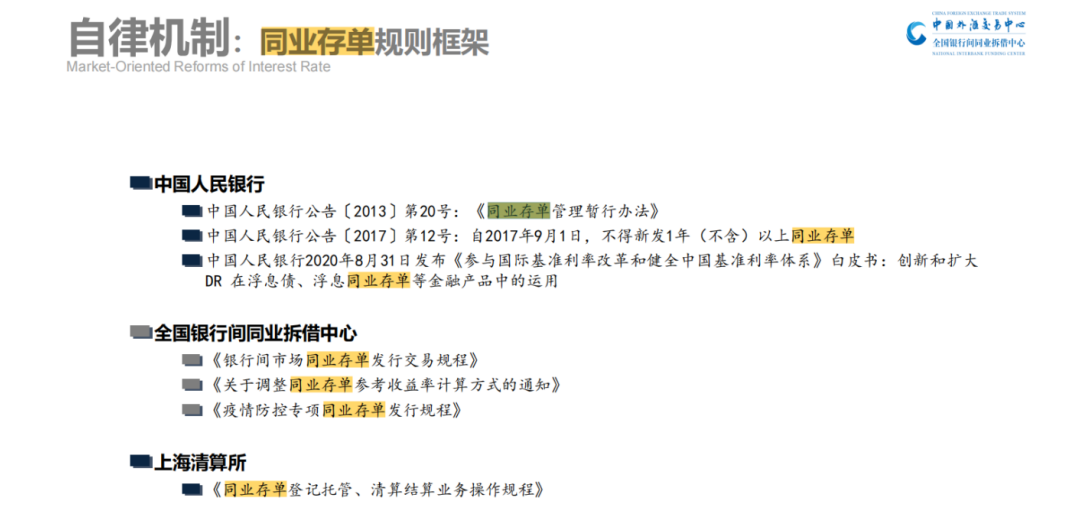 自律机制：同业存单规则框架
Market-Oriented Reforms of Interest Rate
CHINA FOREIGN EXCHANGE TRADE SYSTEM
中国外汇交易中心
全国银行间同业拆借中心
NATIONAL INTERBANK FUNDING CENTER
中国人民银行
中国人民银行公告〔2013〕第20号：《同业存单管理暂行办法》
中国人民银行公告〔2017〕第12号：自2017年9月1日，不得新发1年（不含）以上同业存单
中国人民银行2020年8月31日发布《参与国际基准利率改革和健全中国基准利率体系》白皮书：创新和扩大
DR 在浮息债、浮息同业存单等金融产品中的运用
全国银行间同业拆借中心
《银行间市场同业存单发行交易规程》
《关于调整同业存单参考收益率计算方式的通知》
《疫情防控专项同业存单发行规程》
上海清算所
《同业存单登记托管、清算结算业务操作规程》